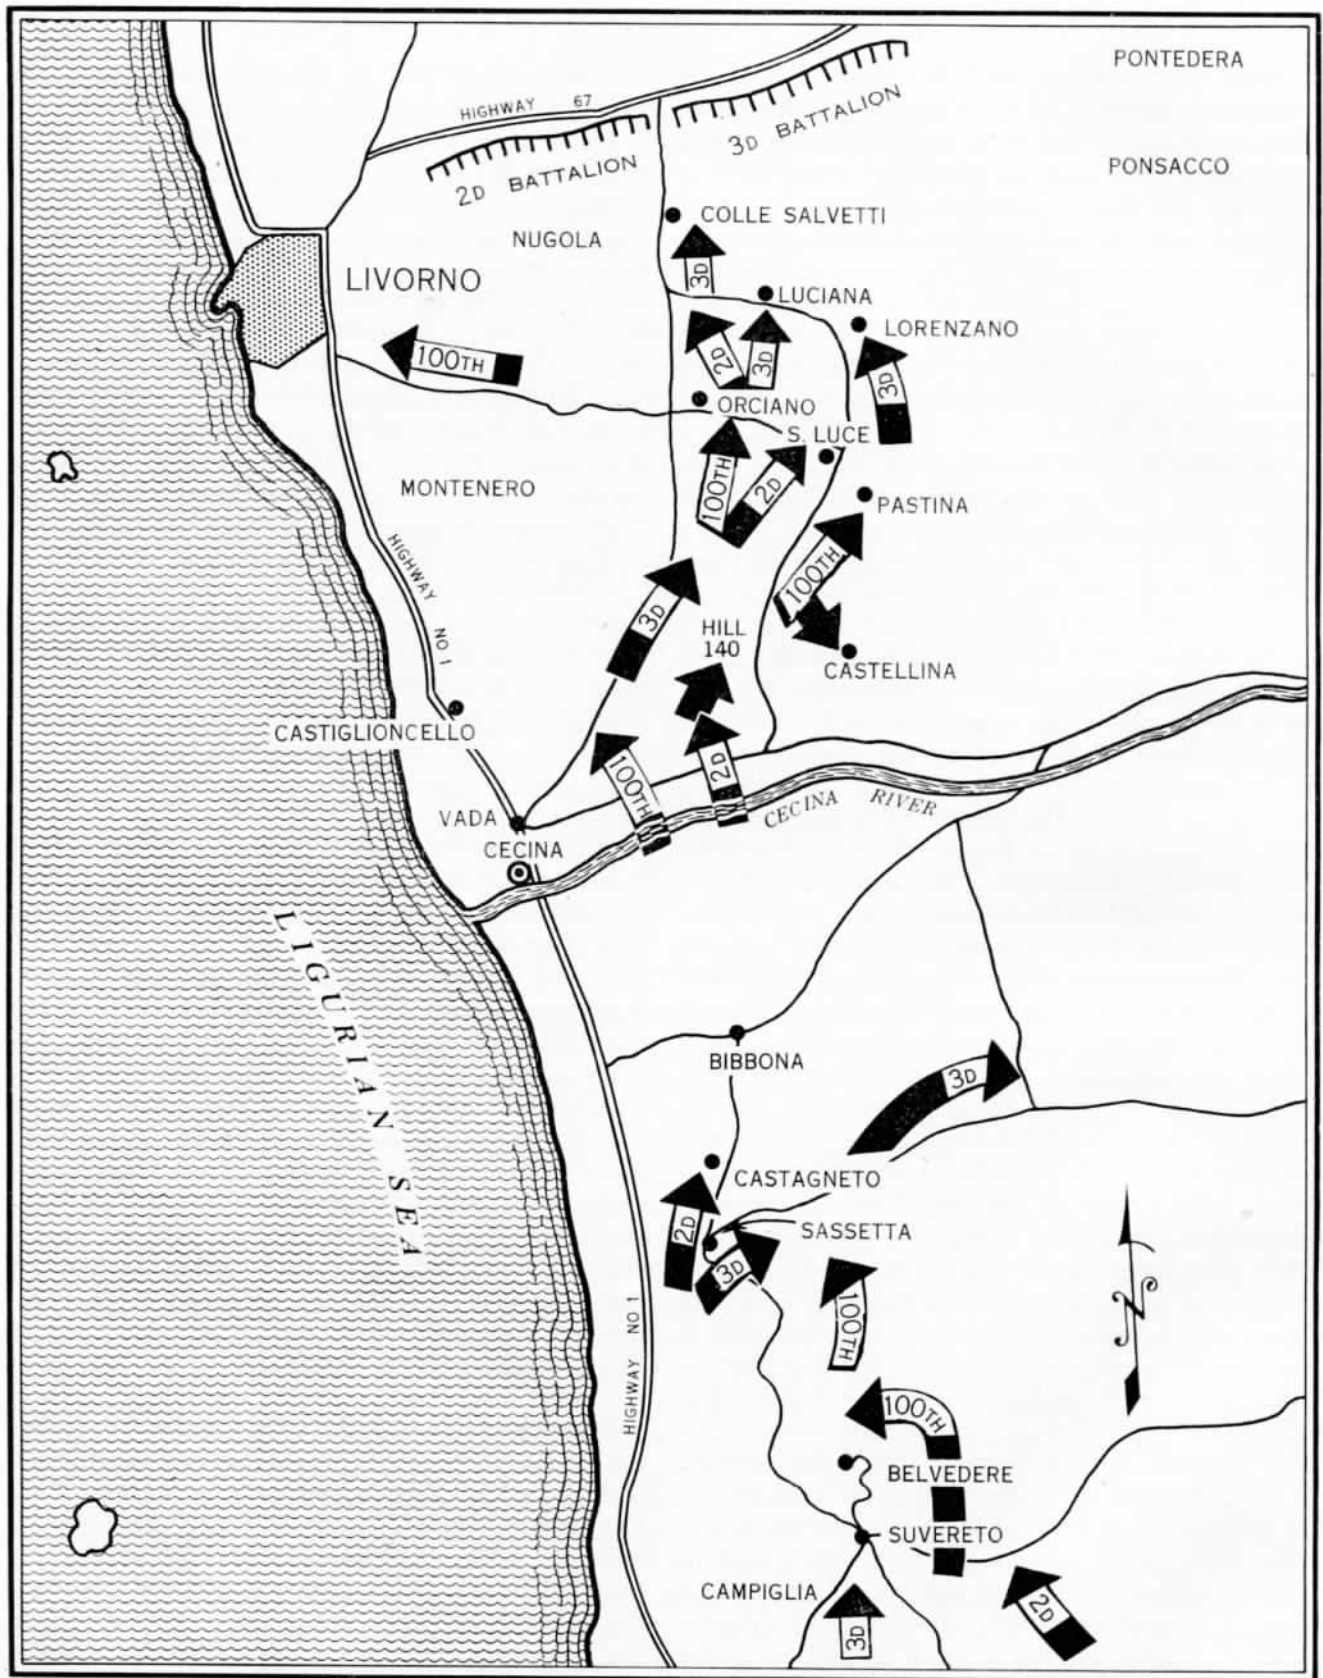 PONTEDERA
HIGHWAY 67
3D BATTALION
2D BATTALION
PONSACCO
COLLE SALVETTI
NUGOLA
3D
LIVORNO
LUCIANA
LORENZANO
100TH
2D
3D
3D
ORCIANO
S. LUCE
MONTENERO
100TH
2D
PASTINA
HIGHWAY NO 1
100TH
3D
HILL
140
CASTELLINA
CASTIGLIONCELLO
100TH
2D
CECINA RIVER
VADA
CECINA
LIGURIAN SEA
BIBBONA
3D
CASTAGNETO
2D
SASSETTA
3D
100TH
HIGHWAY NO 1
N
100TH
BELVEDERE
SUVERETO
CAMPIGLIA
3D
2D